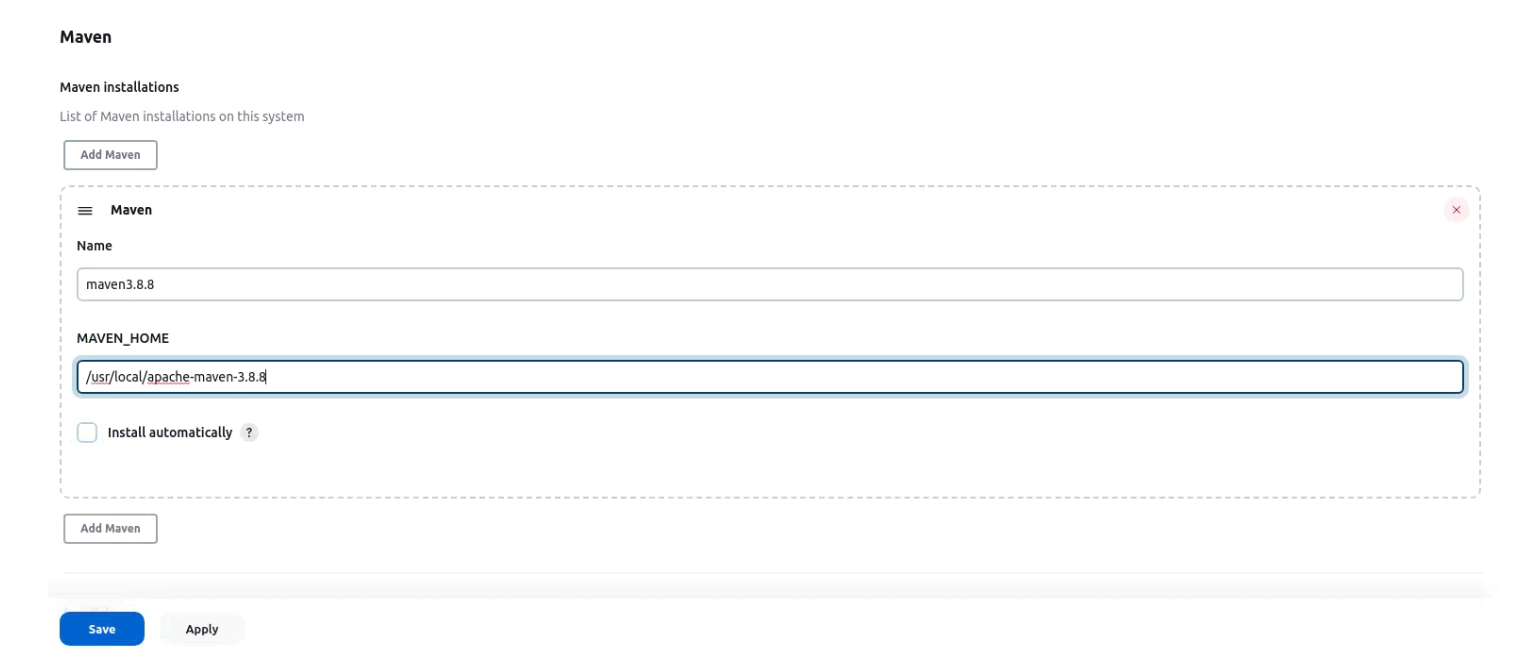 Maven
Maven installations
List of Maven installations on this system
Add Maven
Maven
Name
maven3.8.8
MAVEN_HOME
/usr/local/apache-maven-3.8.8
Install automatically ?
Add Maven
Save Apply